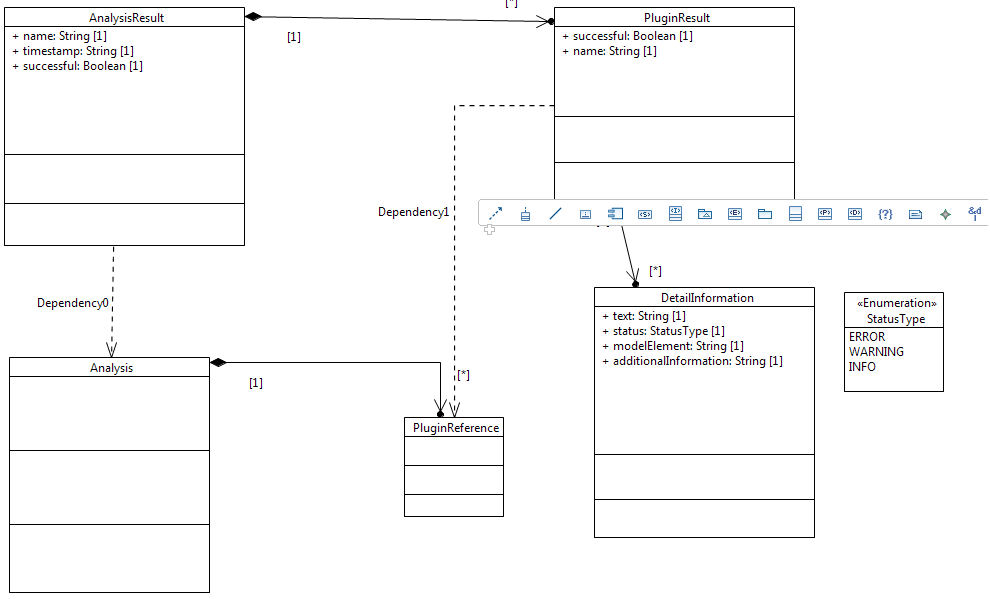 [*]
AnalysisResult
+ name: String [1]
+ timestamp: String [1]
+ successful: Boolean [1]
[1]
PluginResult
+ successful: Boolean [1]
+ name: String [1]
Dependency1
<S>
<I>
<E>
<P>
<D>
{?}
&d
Dependency0
[*]
DetailInformation
+ text: String [1]
+ status: StatusType [1]
+ modelElement: String [1]
+ additionalInformation: String [1]
«Enumeration»
StatusType
ERROR
WARNING
INFO
Analysis
[1]
[*]
PluginReference